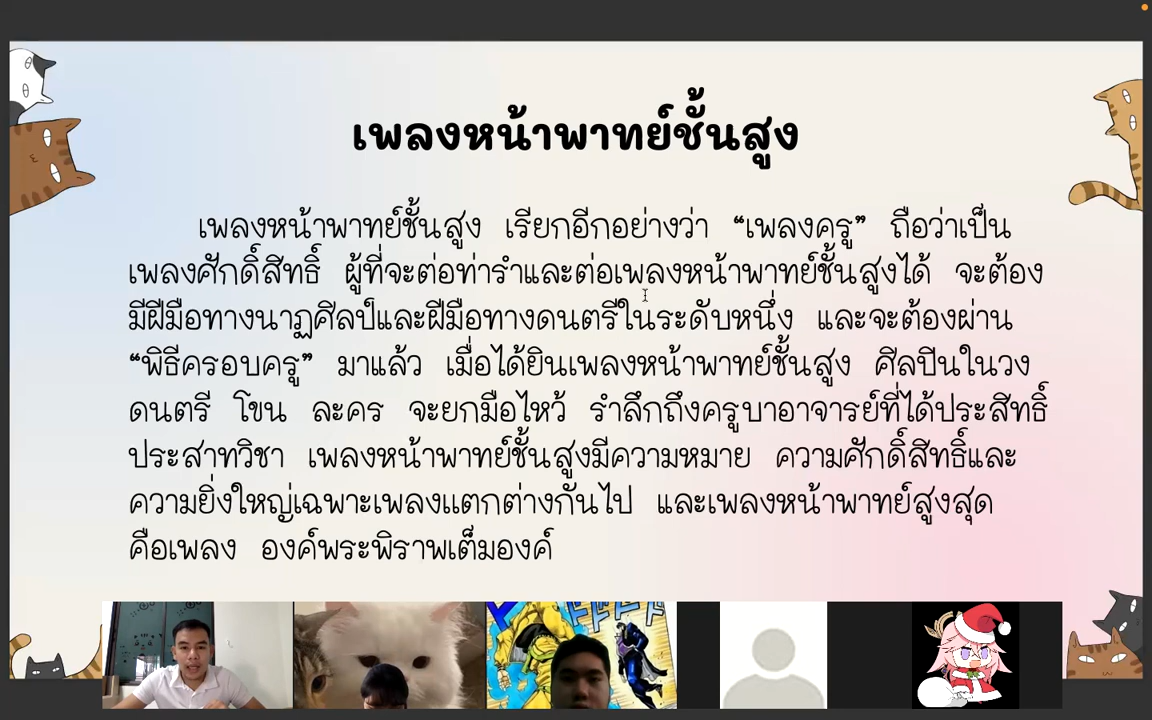 เพลงหน้าพาทย์ชั้นสูง
เพลงหน้าพาทย์ชั้นสูง เรียกอีกอย่างว่า “เพลงครู” ถือว่าเป็น
เพลงศักดิ์สิทธิ์ ผู้ที่จะต่อท่ารำและต่อเพลงหน้าพาทย์ชั้นสูงได้ จะต้อง
มีฝีมือทางนาฏศิลป์และฝีมือทางดนตรีในระดับหนึ่ง และจะต้องผ่าน
“พิธีครอบครู” มาแล้ว เมื่อได้ยินเพลงหน้าพาทย์ชั้นสูง ศิลปินในวง
ดนตรี โขน ละคร จะยกมือไหว้ รำลึกถึงครูบาอาจารย์ที่ได้ประสิทธิ์
ประสาทวิชา เพลงหน้าพาทย์ชั้นสูงมีความหมาย ความศักดิ์สิทธิ์และ
ความยิ่งใหญ่เฉพาะเพลงแตกต่างกันไป และเพลงหน้าพาทย์สูงสุด
คือเพลง องค์พระพิราพเต็มองค์